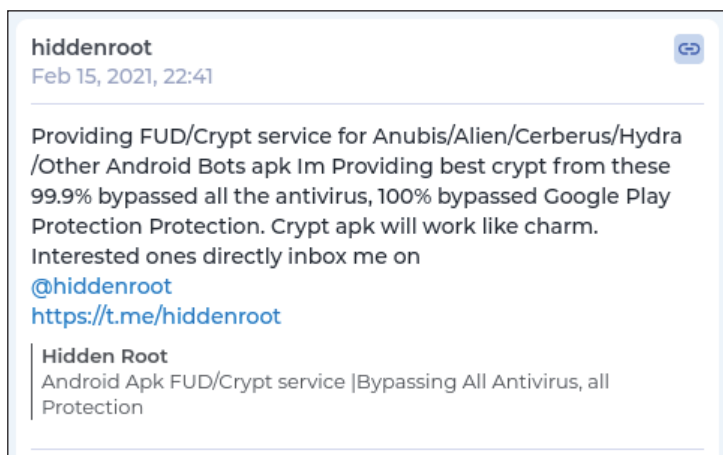 hiddenroot
Feb 15, 2021, 22:41
Providing FUD/Crypt service for Anubis/Alien/Cerberus/Hydra
/Other Android Bots apk Im Providing best crypt from these
99.9% bypassed all the antivirus, 100% bypassed Google Play
Protection Protection. Crypt apk will work like charm.
Interested ones directly inbox me on
@hiddenroot
https://t.me/hiddenroot
Hidden Root
Android Apk FUD/Crypt service |Bypassing All Antivirus, all
Protection